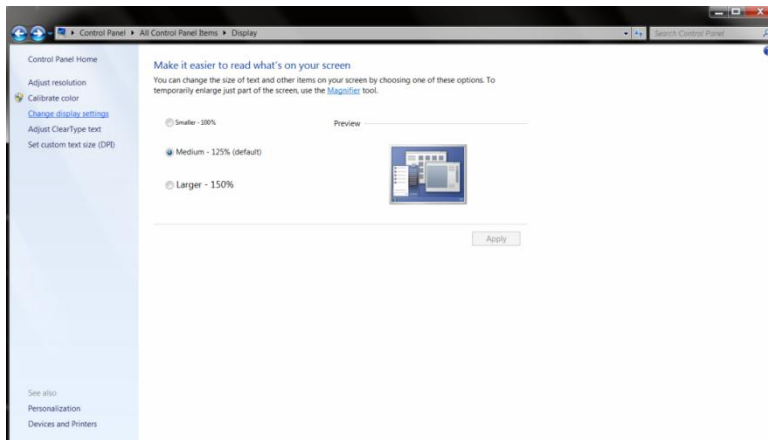 Control Panel ▸ All Control Panel Items ▸ Display
Search Control Panel
Control Panel Home
Adjust resolution
Calibrate color
Change display settings
Adjust ClearType text
Set custom text size (DPI)
Make it easier to read what's on your screen
You can change the size of text and other items on your screen by choosing one of these options. To
temporarily enlarge just part of the screen, use the Magnifier tool.
Smaller - 100%
Preview
Medium - 125% (default)
Larger - 150%
Apply
See also
Personalization
Devices and Printers